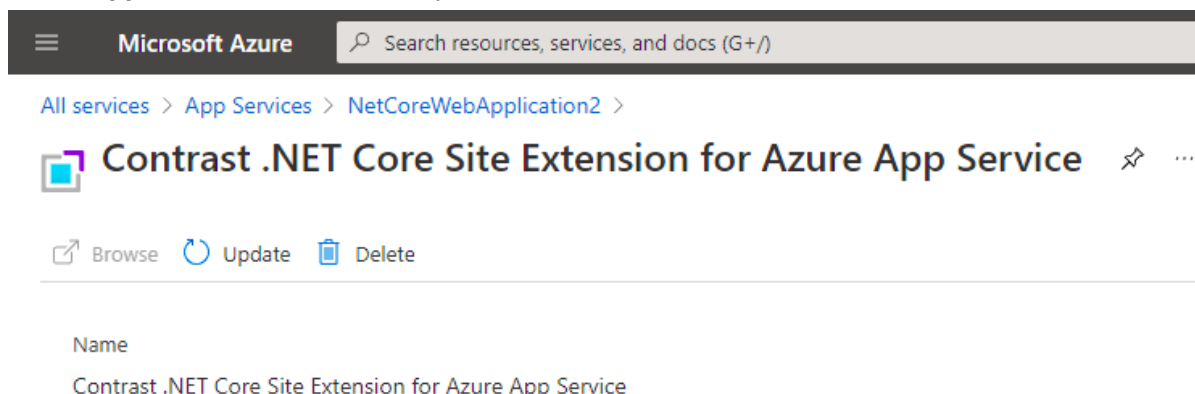 Microsoft Azure
Search resources, services, and docs (G+/)
All services > App Services > NetCoreWebApplication2 >
Contrast .NET Core Site Extension for Azure App Service
Browse Update Delete
Name
Contrast .NET Core Site Extension for Azure App Service